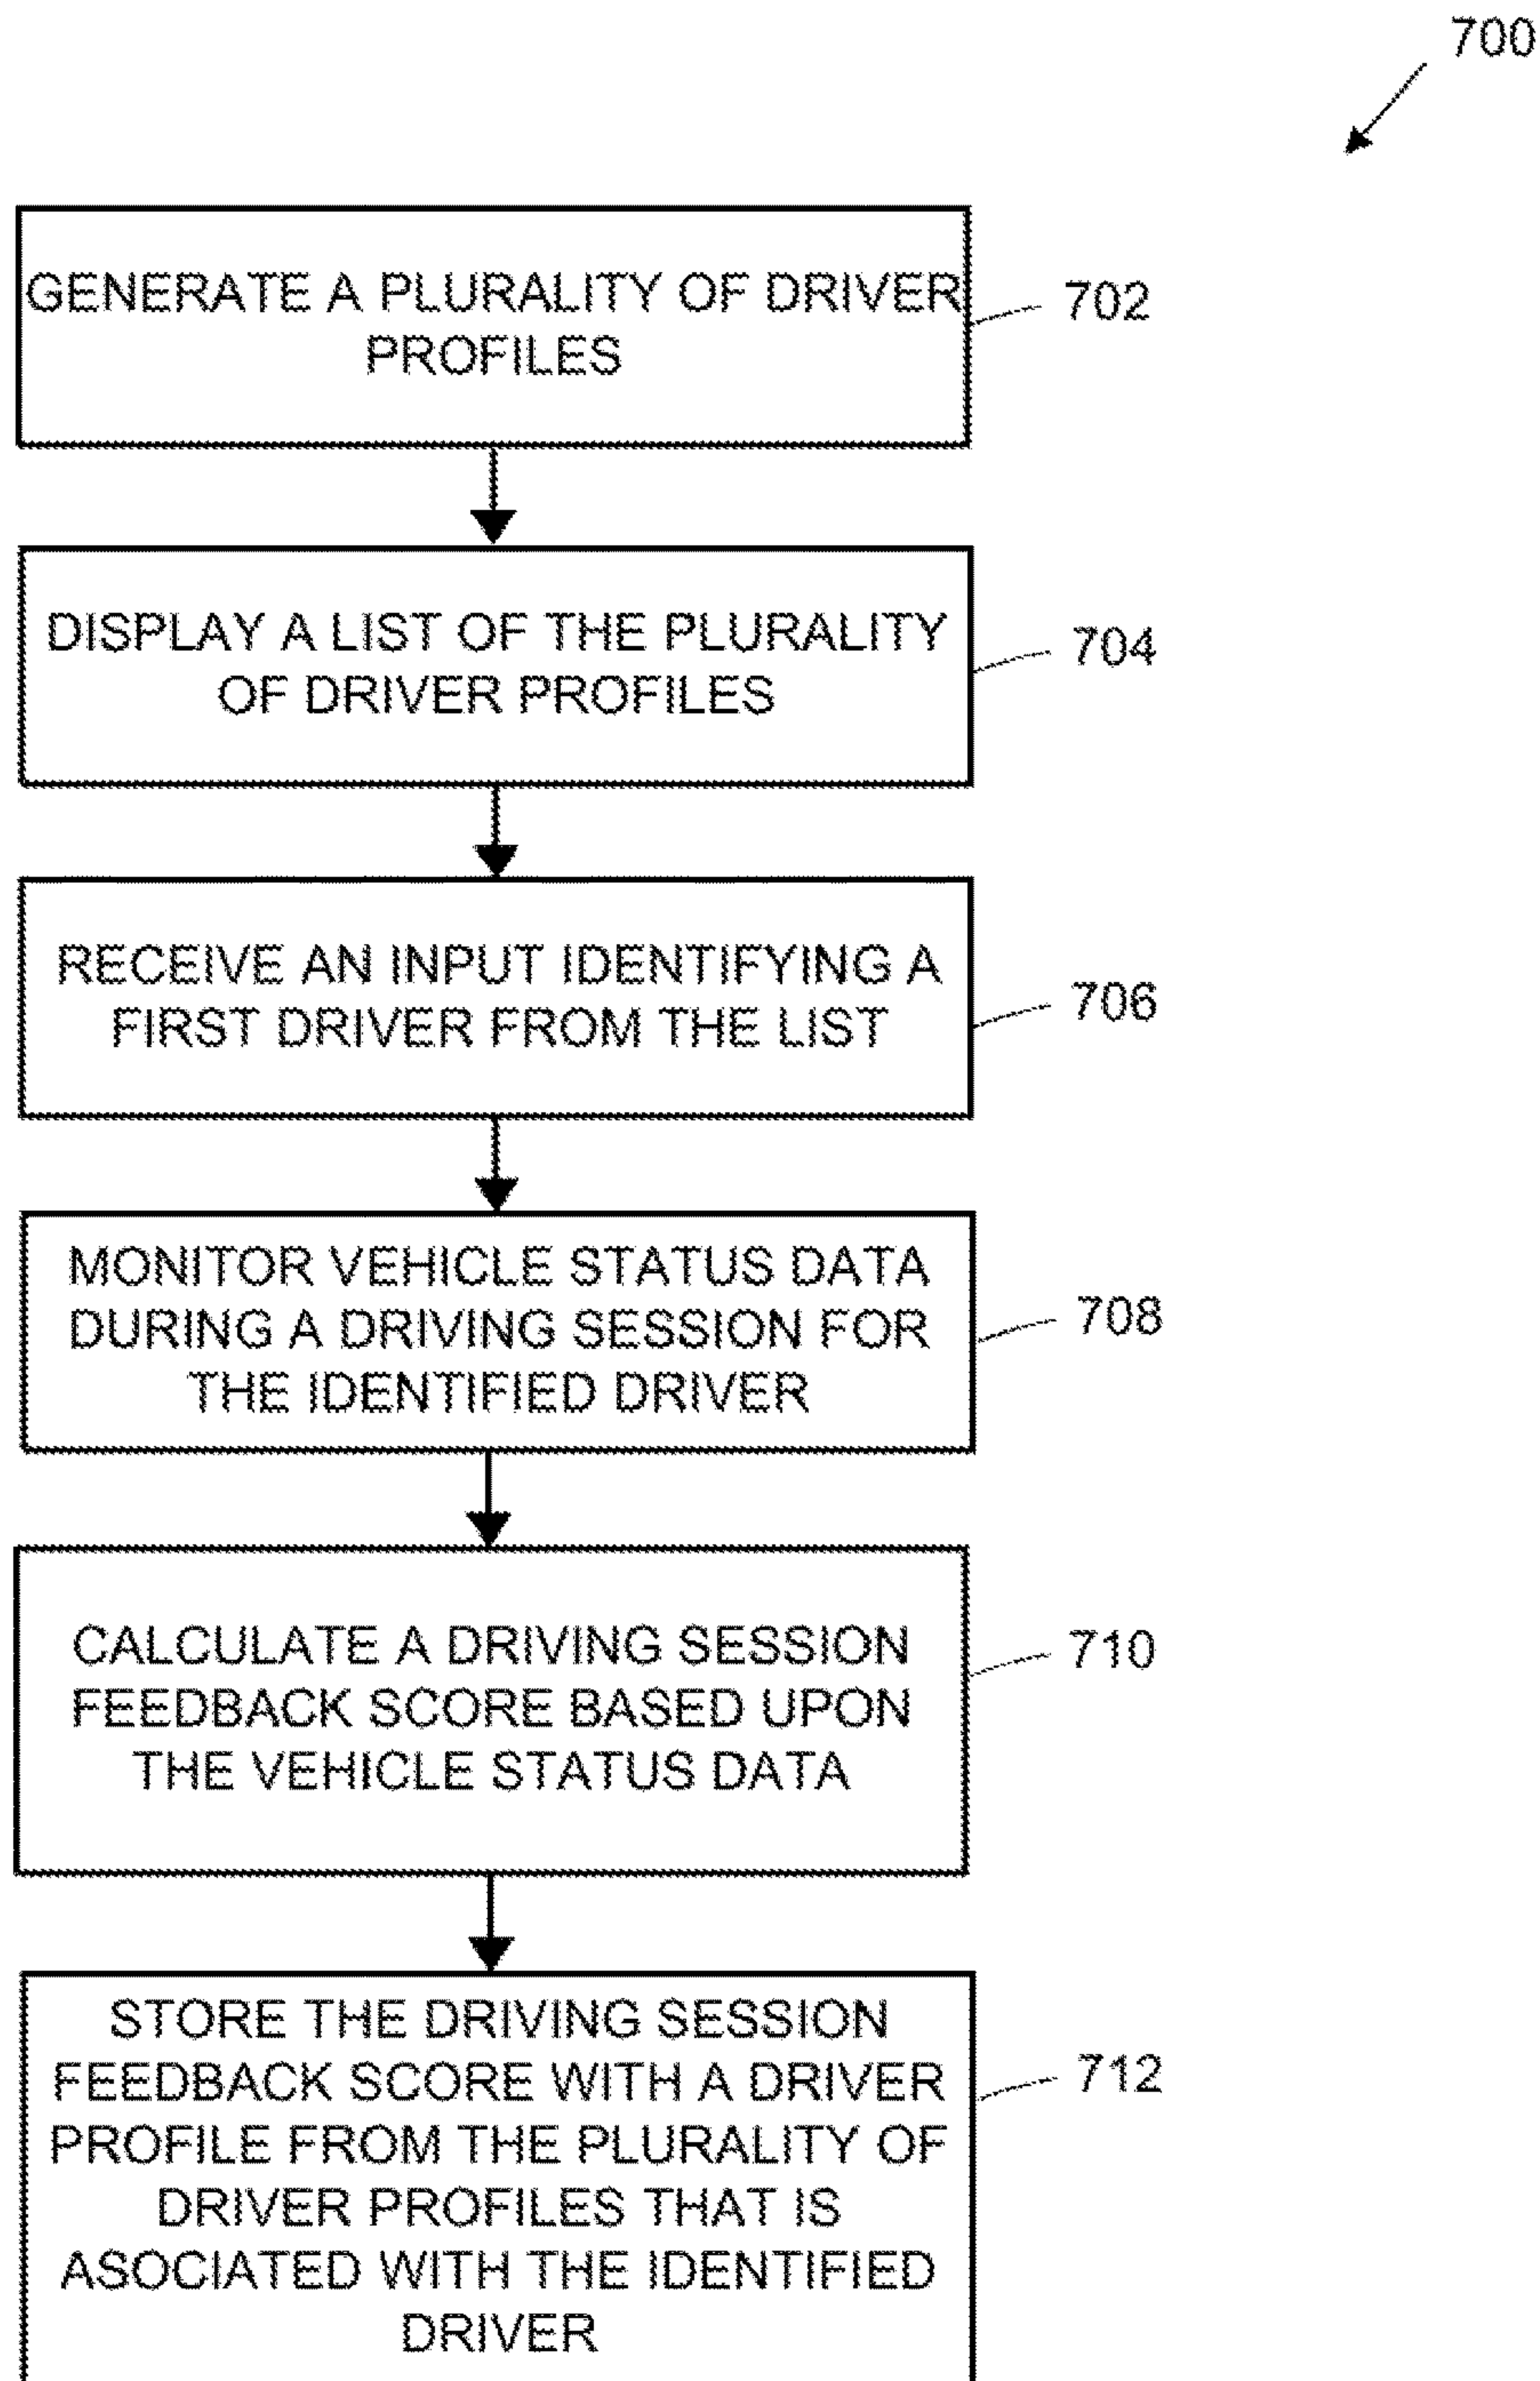 700
GENERATE A PLURALITY OF DRIVER
PROFILES
702
DISPLAY A LIST OF THE PLURALITY
OF DRIVER PROFILES
704
RECEIVE AN INPUT IDENTIFYING A
FIRST DRIVER FROM THE LIST
706
MONITOR VEHICLE STATUS DATA
DURING A DRIVING SESSION FOR
THE IDENTIFIED DRIVER
708
CALCULATE A DRIVING SESSION
FEEDBACK SCORE BASED UPON
THE VEHICLE STATUS DATA
710
STORE THE DRIVING SESSION
FEEDBACK SCORE WITH A DRIVER
PROFILE FROM THE PLURALITY OF
DRIVER PROFILES THAT IS
ASOCIATED WITH THE IDENTIFIED
DRIVER
712